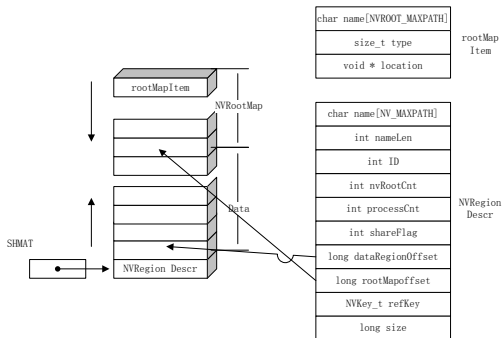 rootMapItem
NVRootMap
Data
SHMAT
NVRegion Descr
char name[NVROOT_MAXPATH]
size_t type
void * location
rootMap
Item
char name[NV_MAXPATH]
int nameLen
int ID
int nvRootCnt
int processCnt
int shareFlag
long dataRegionOffset
long rootMapoffset
NVKey_t refKey
long size
NVRegion
Descr